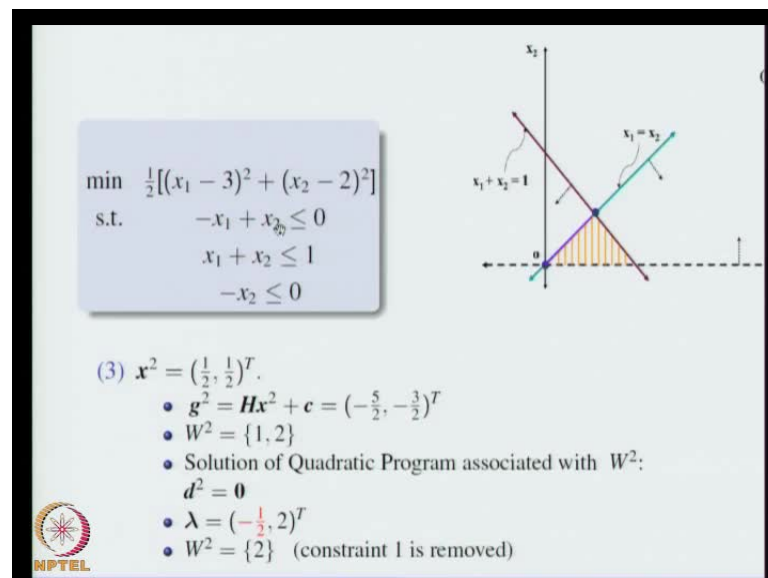 x₂
min ½[(x₁ − 3)² + (x₂ − 2)²]
s.t. −x₁ + x₂ ≤ 0
x₁ + x₂ ≤ 1
−x₂ ≤ 0
x₁ = x₂
x₁ + x₂ = 1
0
(3) x² = (½, ½)ᵀ.
• g² = Hx² + c = (−5/2, −3/2)ᵀ
• W² = {1, 2}
• Solution of Quadratic Program associated with W²:
d² = 0
• λ = (−½, 2)ᵀ
• W² = {2} (constraint 1 is removed)
NPTEL